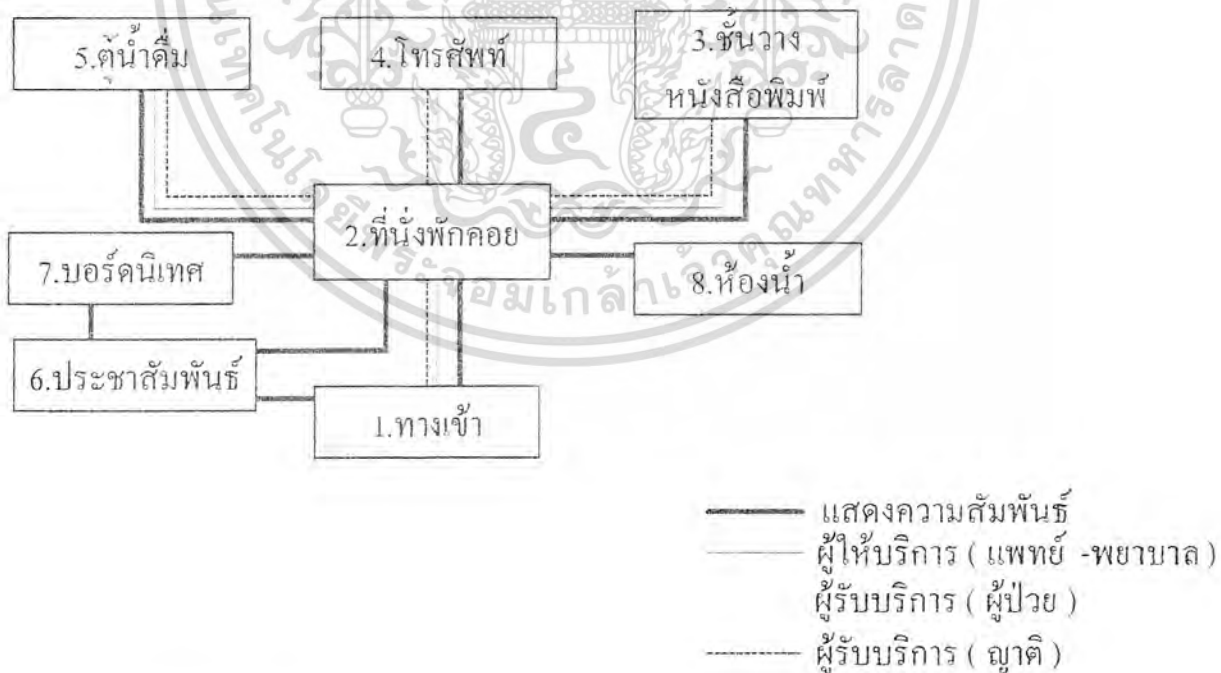 5.ตู้น้ำดื่ม
4.โทรศัพท์
3.ชั้นวาง
หนังสือพิมพ์
2.ที่นั่งพักคอย
7.บอร์ดนิเทศ
8.ห้องน้ำ
6.ประชาสัมพันธ์
1.ทางเข้า
แสดงความสัมพันธ์
ผู้ให้บริการ ( แพทย์ -พยาบาล )
ผู้รับบริการ ( ผู้ป่วย )
ผู้รับบริการ ( ญาติ )